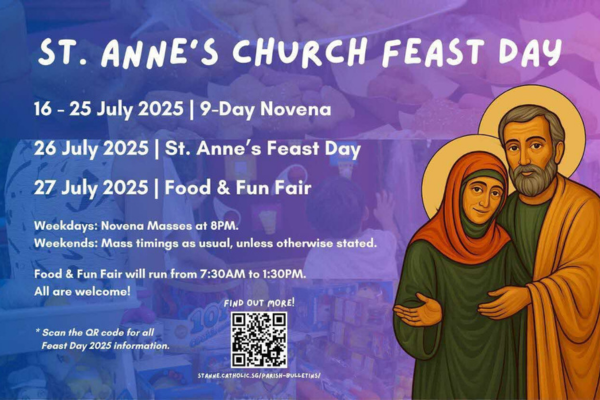 ST. ANNE'S CHURCH FEAST DAY
16 - 25 July 2025 | 9-Day Novena
26 July 2025 | St. Anne's Feast Day
27 July 2025 | Food & Fun Fair
Weekdays: Novena Masses at 8PM.
Weekends: Mass timings as usual, unless otherwise stated.
Food & Fun Fair will run from 7:30AM to 1:30PM.
All are welcome!
FIND OUT MORE!
* Scan the QR code for all
Feast Day 2025 information.
STANNE.CATHOLIC.SG/PARISH-BULLETINS/